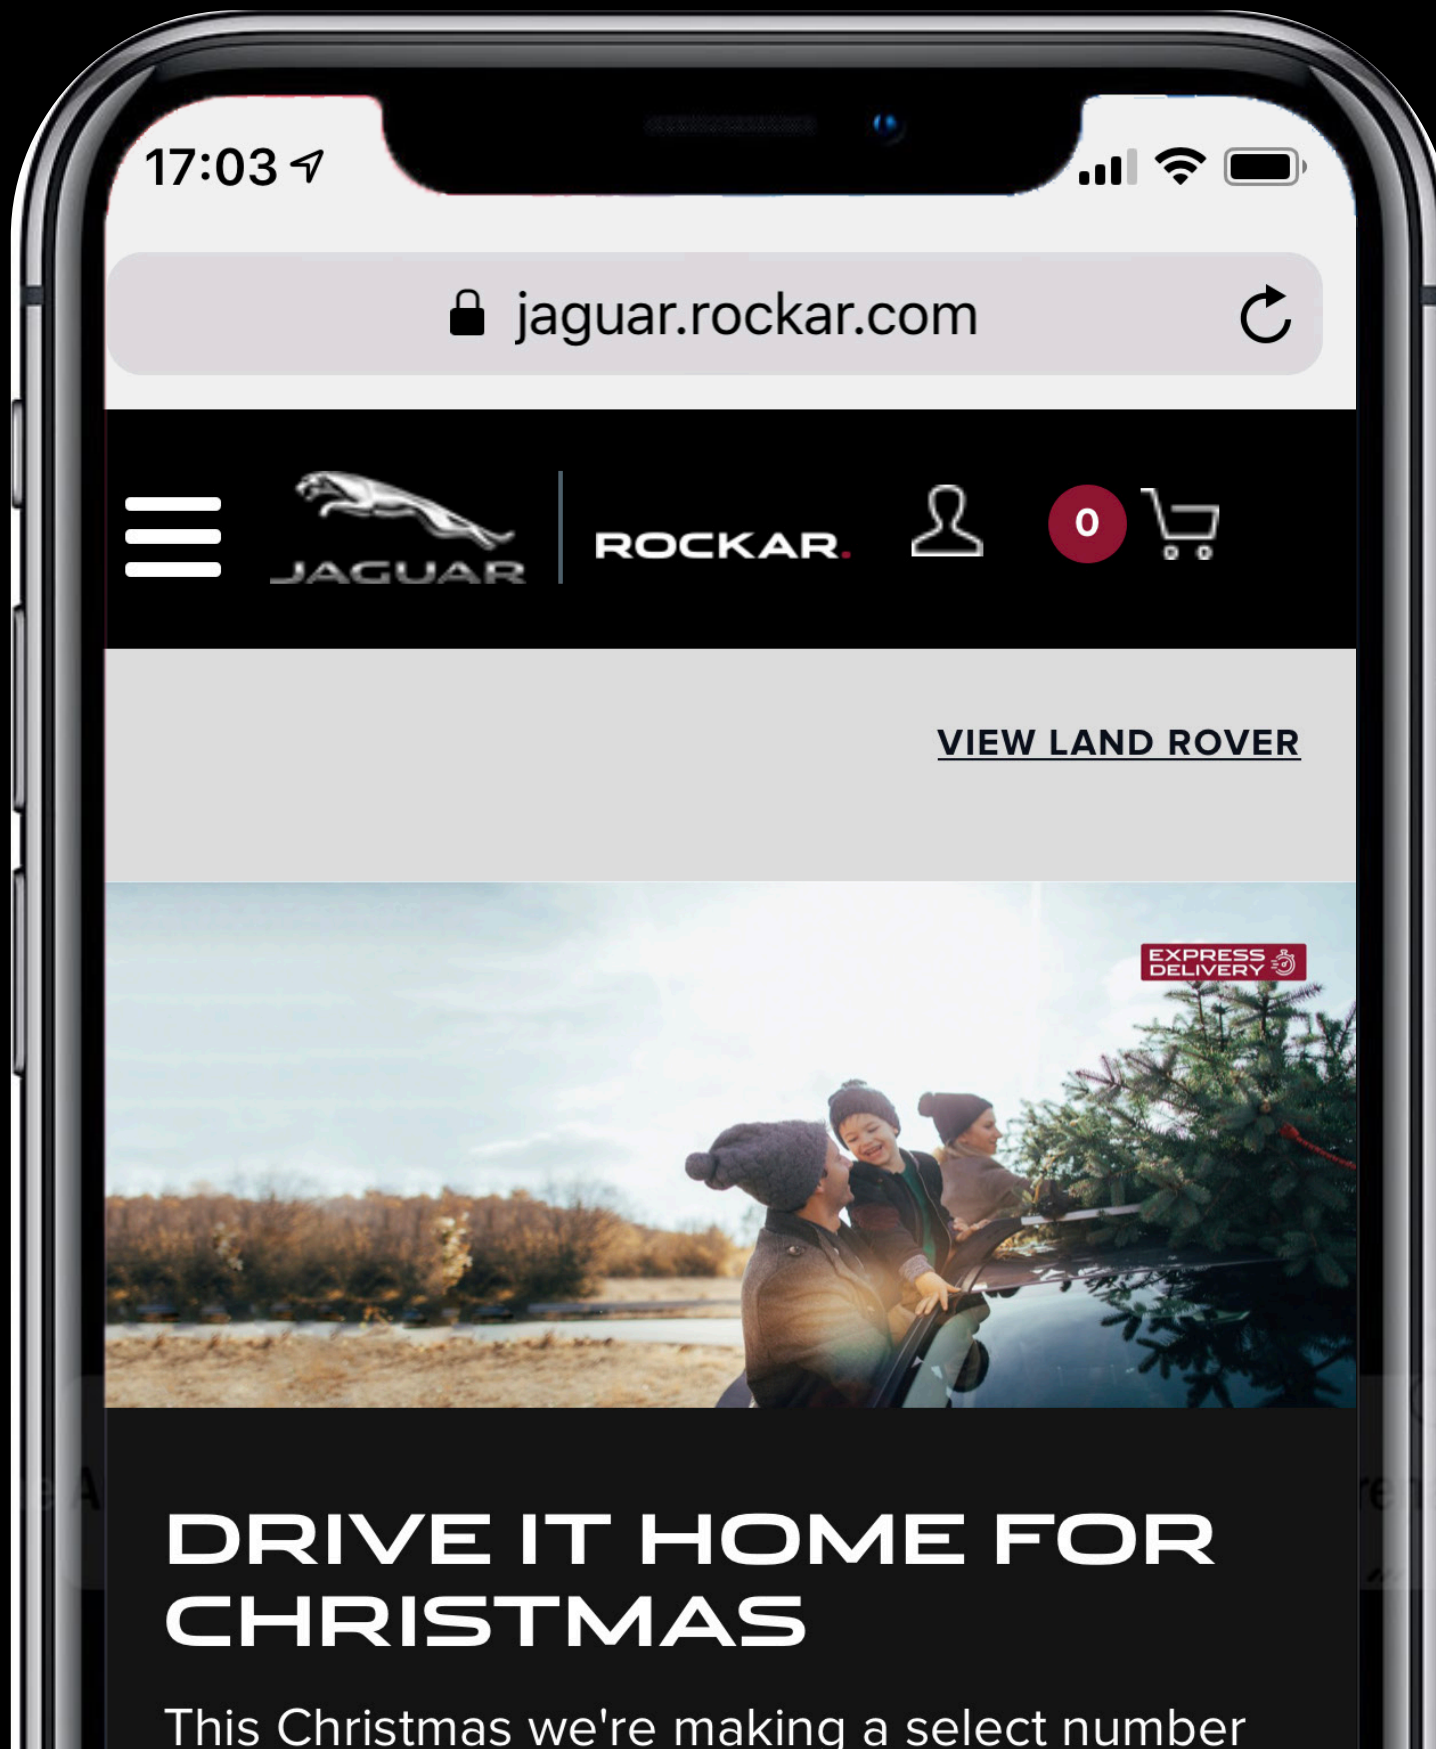 17:03
jaguar.rockar.com
JAGUAR
ROCKAR.
0
VIEW LAND ROVER
EXPRESS
DELIVERY
DRIVE IT HOME FOR
CHRISTMAS
This Christmas we're making a select number